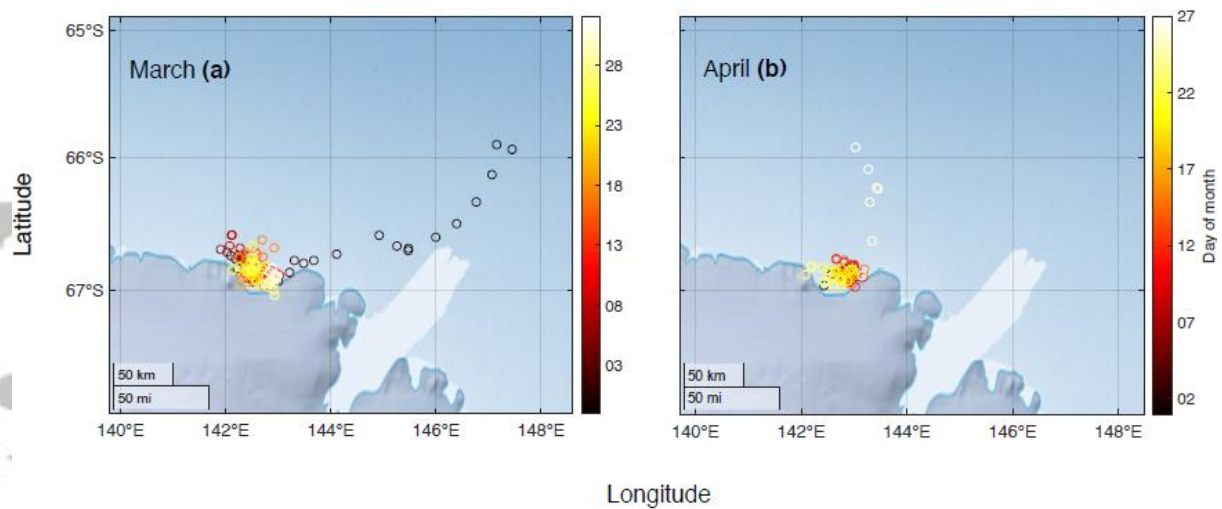 65°S
66°S
67°S
Latitude
March (a)
50 km
50 mi
140°E
142°E
144°E
146°E
148°E
28
23
18
13
08
03
April (b)
50 km
50 mi
140°E
142°E
144°E
146°E
148°E
27
22
17
12
07
02
Day of month
Longitude